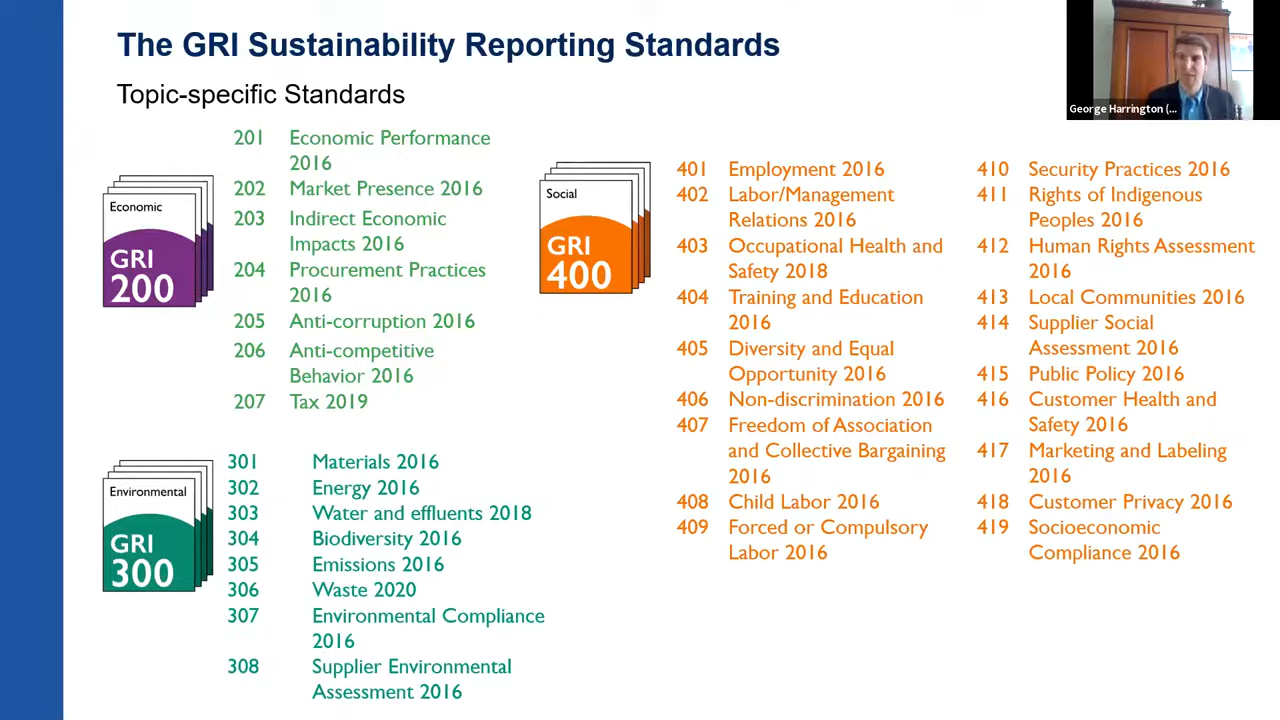 The GRI Sustainability Reporting Standards
Topic-specific Standards
George Harrington (...
Economic
GRI
200
201 Economic Performance
2016
202 Market Presence 2016
203 Indirect Economic
Impacts 2016
204 Procurement Practices
2016
205 Anti-corruption 2016
206 Anti-competitive
Behavior 2016
207 Tax 2019
Environmental
GRI
300
301 Materials 2016
302 Energy 2016
303 Water and effluents 2018
304 Biodiversity 2016
305 Emissions 2016
306 Waste 2020
307 Environmental Compliance
2016
308 Supplier Environmental
Assessment 2016
Social
GRI
400
401 Employment 2016
402 Labor/Management
Relations 2016
403 Occupational Health and
Safety 2018
404 Training and Education
2016
405 Diversity and Equal
Opportunity 2016
406 Non-discrimination 2016
407 Freedom of Association
and Collective Bargaining
2016
408 Child Labor 2016
409 Forced or Compulsory
Labor 2016
410 Security Practices 2016
411 Rights of Indigenous
Peoples 2016
412 Human Rights Assessment
2016
413 Local Communities 2016
414 Supplier Social
Assessment 2016
415 Public Policy 2016
416 Customer Health and
Safety 2016
417 Marketing and Labeling
2016
418 Customer Privacy 2016
419 Socioeconomic
Compliance 2016